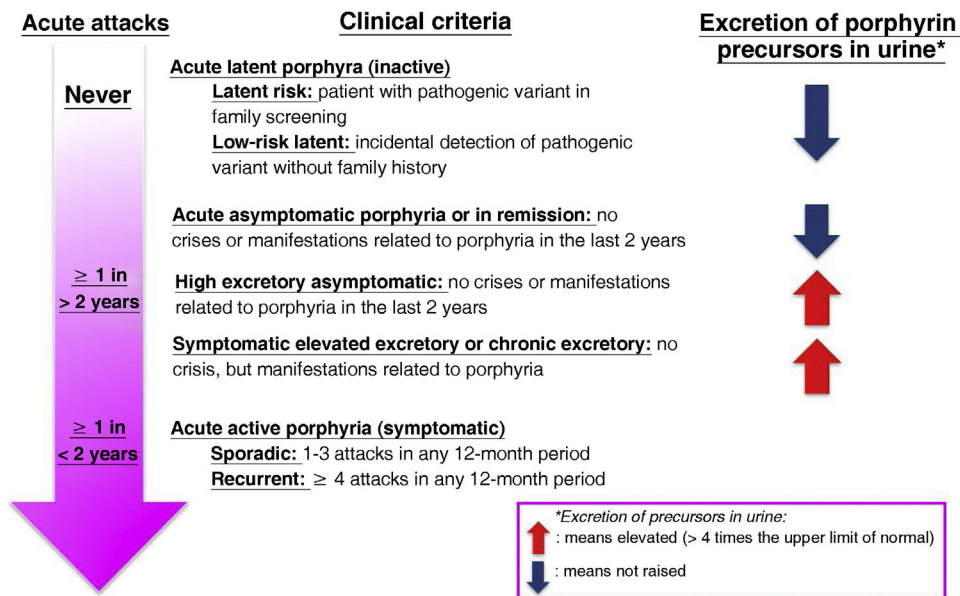 Acute attacks
Clinical criteria
Excretion of porphyrin
precursors in urine*
Never
Acute latent porphyra (inactive)
Latent risk: patient with pathogenic variant in
family screening
Low-risk latent: incidental detection of pathogenic
variant without family history
Acute asymptomatic porphyria or in remission: no
crises or manifestations related to porphyria in the last 2 years
≥ 1 in
> 2 years
High excretory asymptomatic: no crises or manifestations
related to porphyria in the last 2 years
Symptomatic elevated excretory or chronic excretory: no
crisis, but manifestations related to porphyria
≥ 1 in
< 2 years
Acute active porphyria (symptomatic)
Sporadic: 1-3 attacks in any 12-month period
Recurrent: ≥ 4 attacks in any 12-month period
*Excretion of precursors in urine:
: means elevated (> 4 times the upper limit of normal)
: means not raised